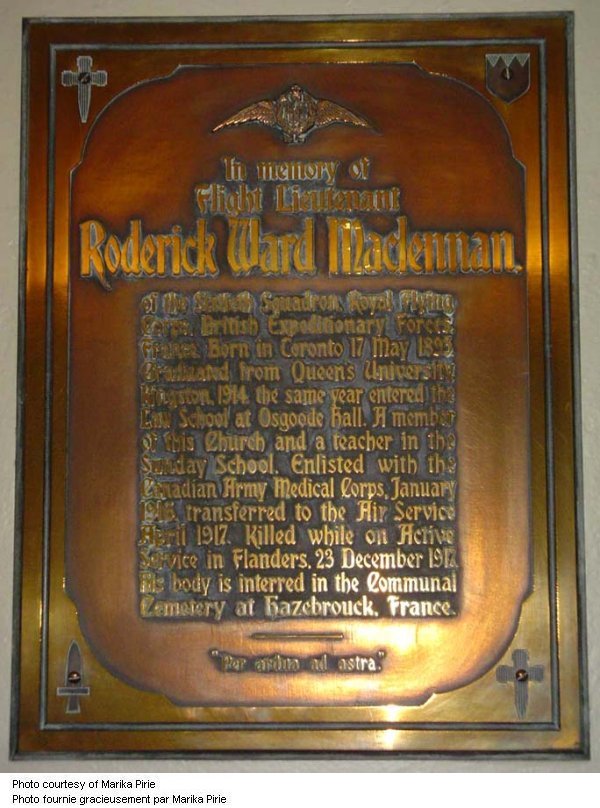 In memory of
Flight Lieutenant
Roderick Ward Maclennan.
of the Sixtieth Squadron, Royal Flying
Corps, British Expeditionary Forces,
France. Born in Toronto 17 May 1893.
Graduated from Queen's University,
Kingston, 1914, the same year entered the
Law School at Osgoode Hall. A member
of this Church and a teacher in the
Sunday School. Enlisted with the
Canadian Army Medical Corps, January
transferred to the Air Service
April 1917. Killed while on Active
Service in Flanders, 23 December 1917.
His body is interred in the Communal
Cemetery at Hazebrouck, France.
"Per ardua ad astra."
Photo courtesy of Marika Pirie
Photo fournie gracieusement par Marika Pirie